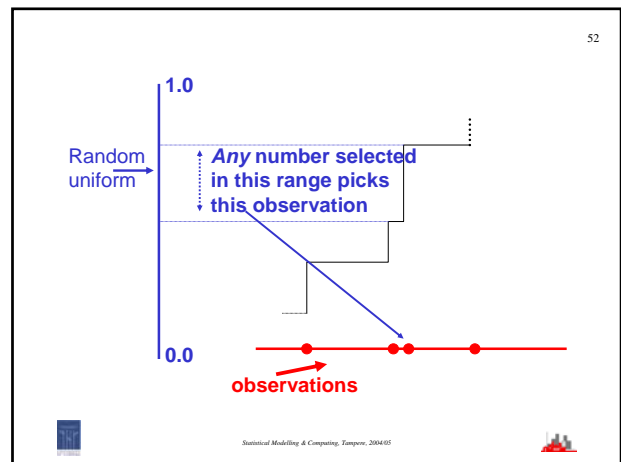 52
1.0
Random
uniform
Any number selected
in this range picks
this observation
0.0
observations
Statistical Modelling & Computing, Tampere, 2004/05